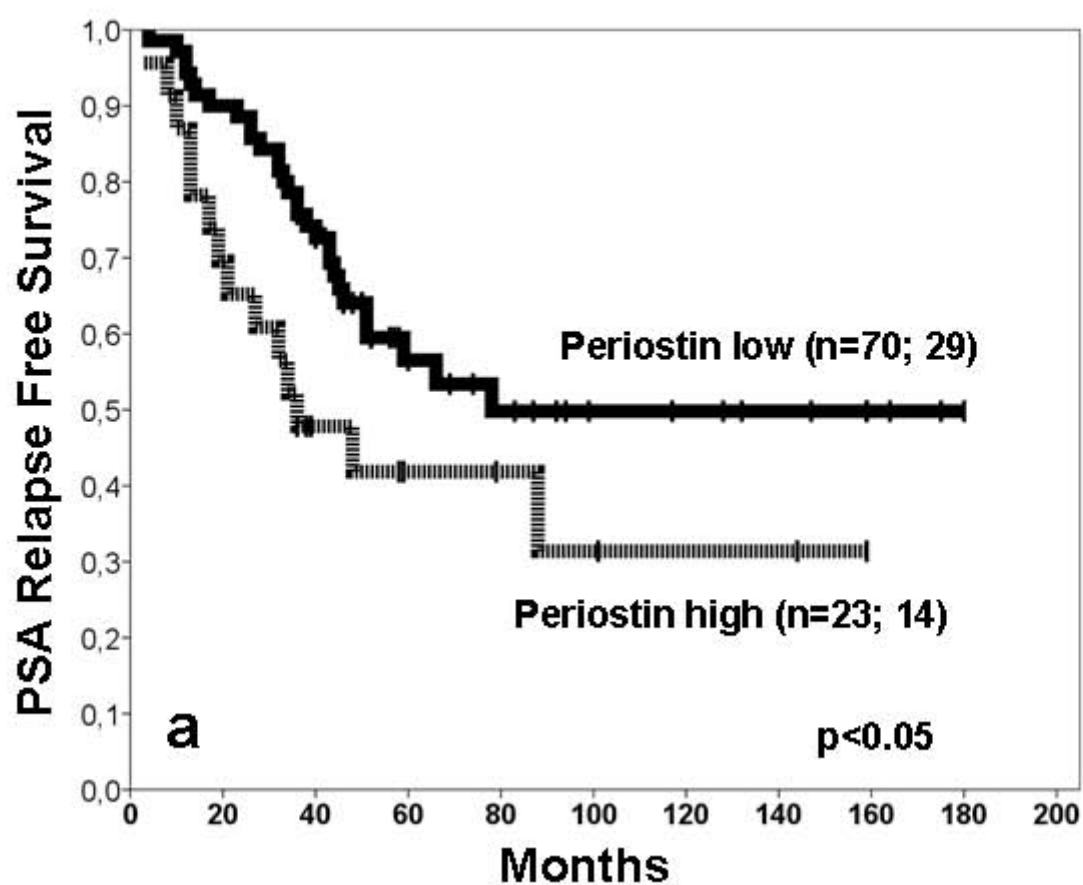 PSA Relapse Free Survival
1,0
0,9
0,8
0,7
0,6
0,5
0,4
0,3
0,2
0,1
0,0
Periostin low (n=70; 29)
Periostin high (n=23; 14)
a
p<0.05
0 20 40 60 80 100 120 140 160 180 200
Months